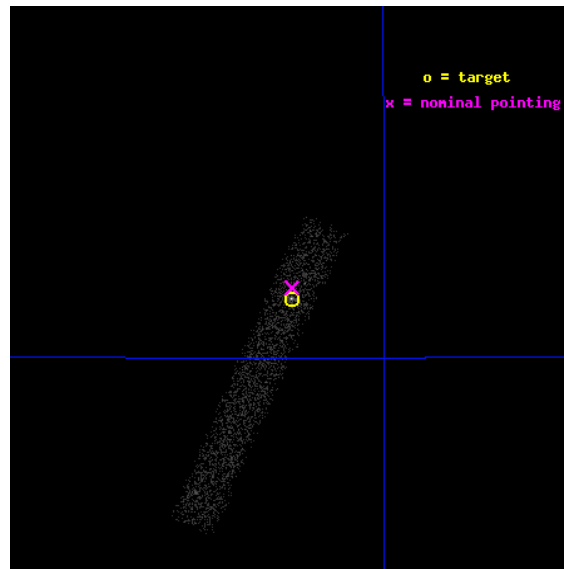 o = target
x = nominal pointing